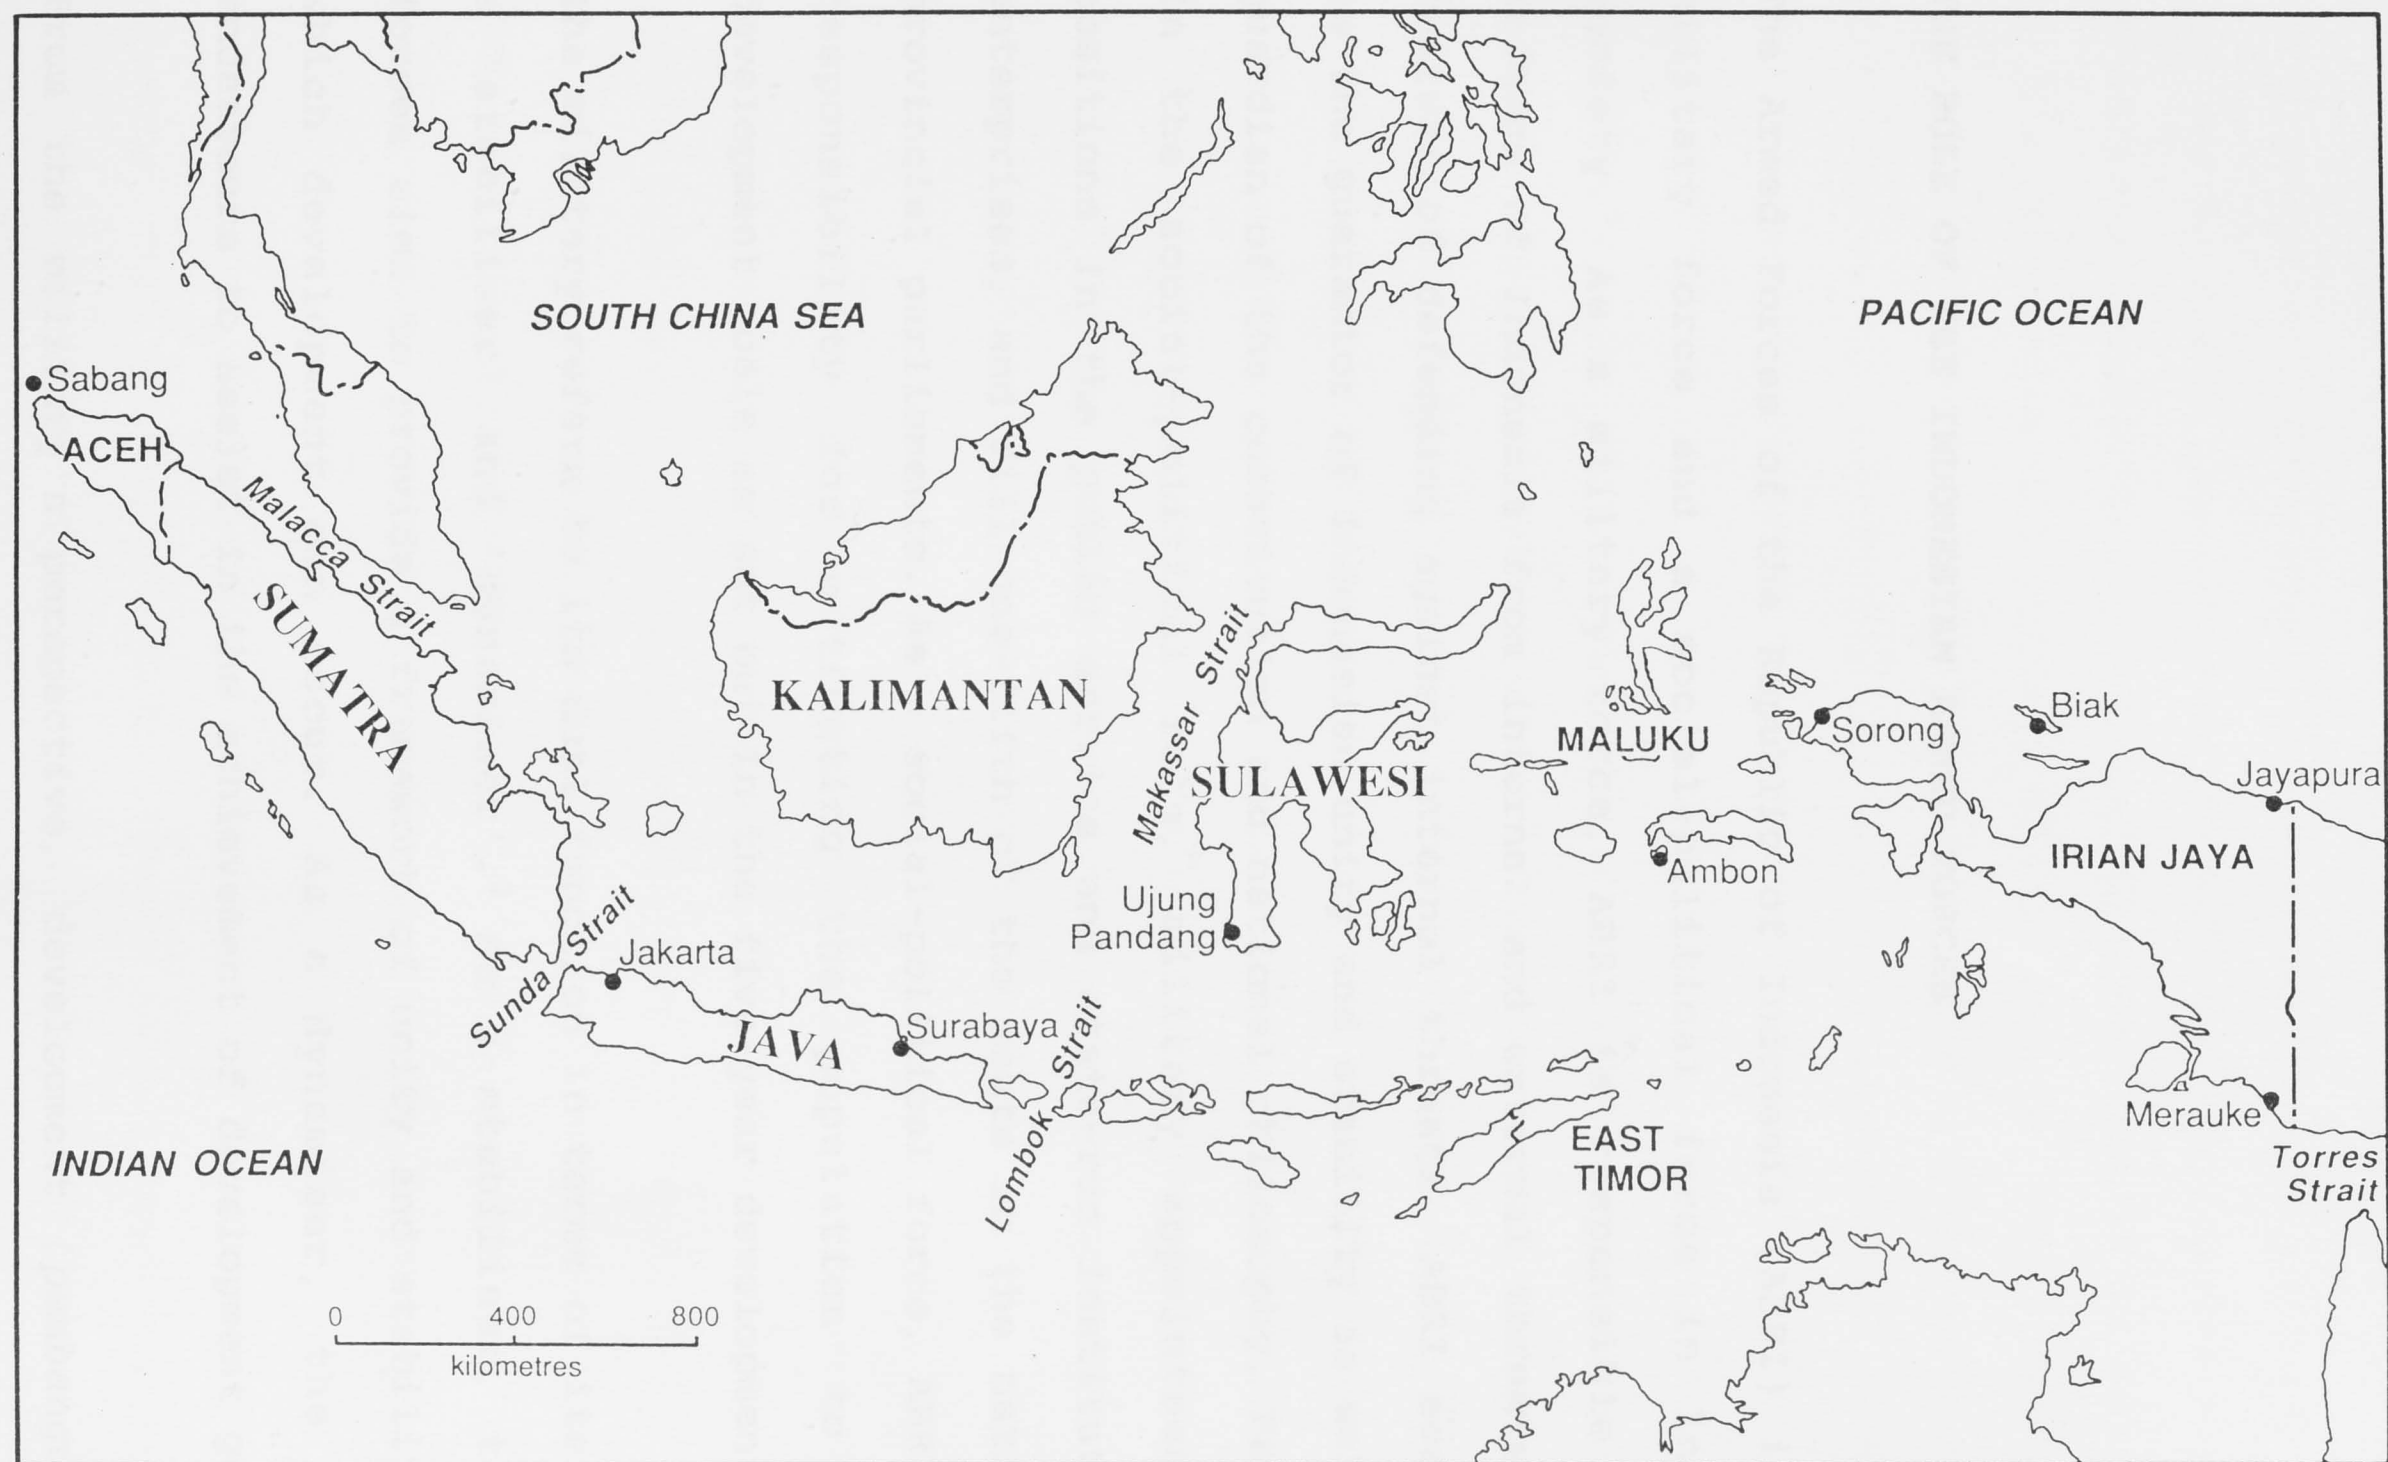 SOUTH CHINA SEA
PACIFIC OCEAN
Sabang
ACEH
Malacca Strait
SUMATRA
KALIMANTAN
Makassar Strait
SULAWESI
MALUKU
Sorong
Biak
Jayapura
IRIAN JAYA
Ambon
Ujung
Pandang
Sunda Strait
Jakarta
JAVA
Surabaya
Lombok Strait
EAST
TIMOR
Merauke
Torres
Strait
INDIAN OCEAN
0 400 800
kilometres